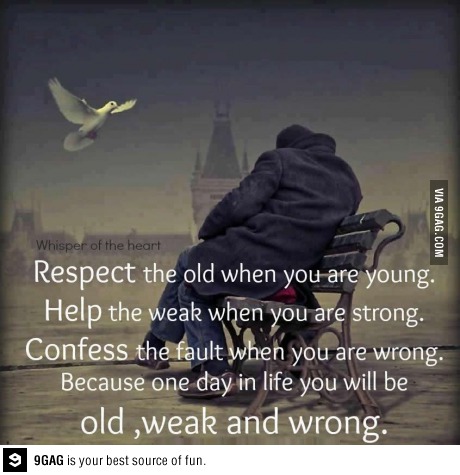 VIA 9GAG.COM
Whisper of the heart
Respect the old when you are young.
Help the weak when you are strong.
Confess the fault when you are wrong.
Because one day in life you will be
old ,weak and wrong.
9GAG is your best source of fun.